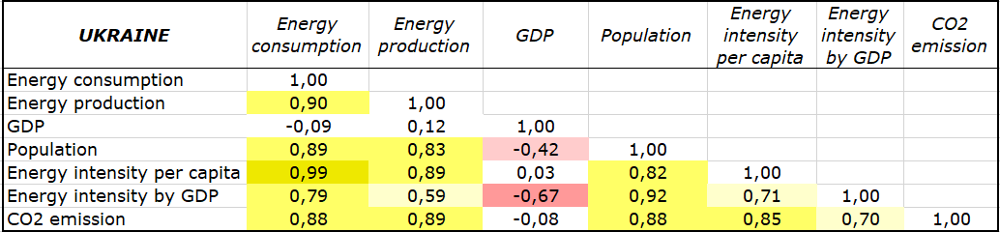 UKRAINE Energy consumption Energy production GDP Population Energy intensity per capita Energy intensity by GDP CO2 emission
Energy consumption 1,00
Energy production 0,90 1,00
GDP -0,09 0,12 1,00
Population 0,89 0,83 -0,42 1,00
Energy intensity per capita 0,99 0,89 0,03 0,82 1,00
Energy intensity by GDP 0,79 0,59 -0,67 0,92 0,71 1,00
CO2 emission 0,88 0,89 -0,08 0,88 0,85 0,70 1,00